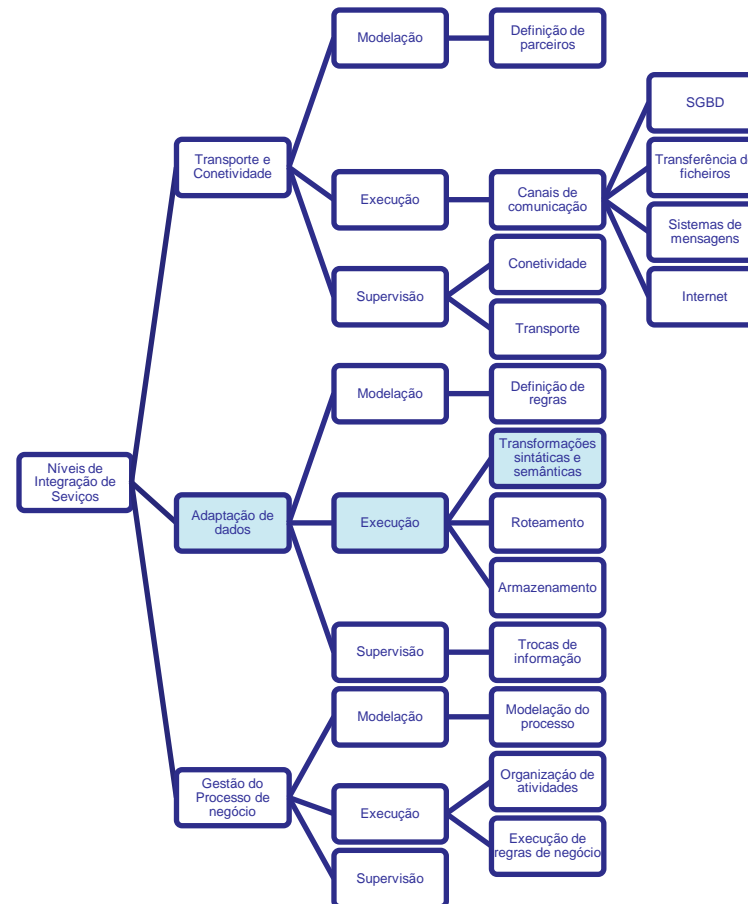 Modelação
Definição de
parceiros
SGBD
Transporte e
Conetividade
Transferência d
ficheiros
Execução
Canais de
comunicação
Sistemas de
mensagens
Conetividade
Supervisão
Internet
Transporte
Modelação
Definição de
regras
Transformações
sintáticas e
semânticas
Níveis de
Integração de
Seviços
Adaptação de
dados
Execução
Roteamento
Armazenamento
Supervisão
Trocas de
informação
Modelação
Modelação do
processo
Gestão do
Processo de
negócio
Organização de
atividades
Execução
Execução de
regras de negócio
Supervisão